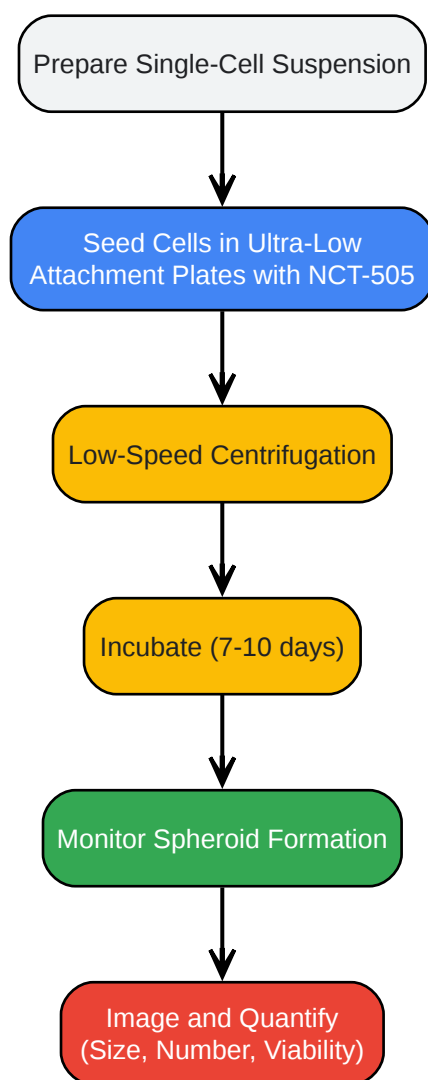 Prepare Single-Cell Suspension
Seed Cells in Ultra-Low
Attachment Plates with NCT-505
Low-Speed Centrifugation
Incubate (7-10 days)
Monitor Spheroid Formation
Image and Quantify
(Size, Number, Viability)